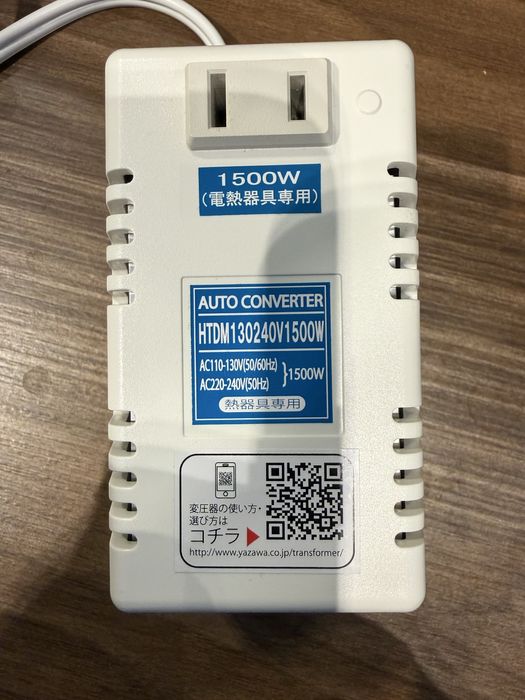 1500W
(電熱器具専用)
AUTO CONVERTER
HTDM130240V1500W
AC110-130V(50/60Hz)
AC220-240V(50Hz)
}1500W
熱器具専用
変圧器の使い方・
選び方は
コチラ▶
http://www.yazawa.co.jp/transformer/